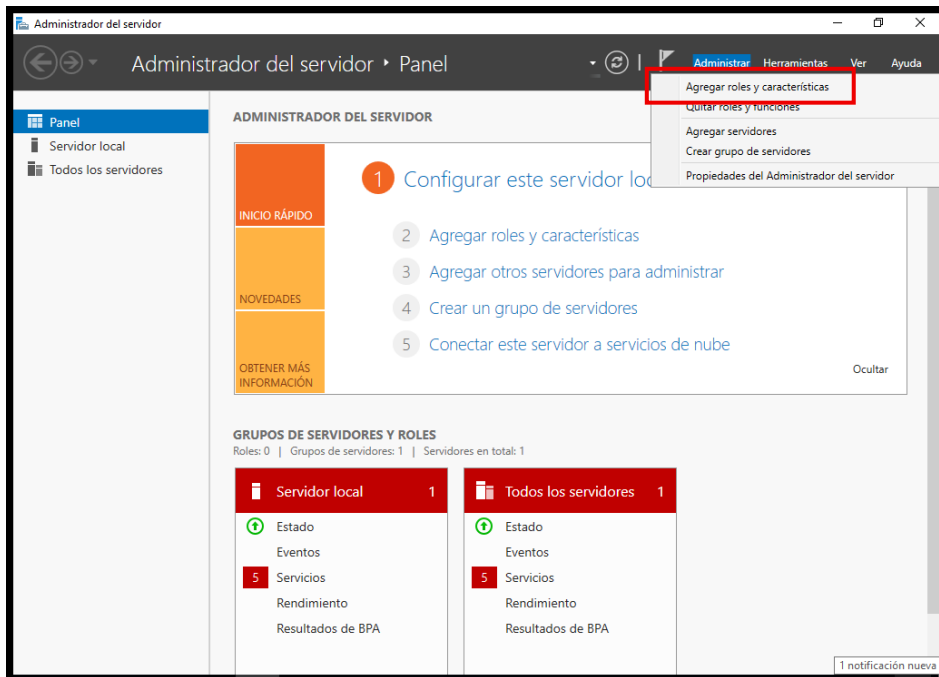 Administrador del servidor
Administrador del servidor ‣ Panel
Administrar Herramientas Ver Ayuda
Agregar roles y características
Quitar roles y funciones
Agregar servidores
Crear grupo de servidores
Propiedades del Administrador del servidor
Panel
Servidor local
Todos los servidores
ADMINISTRADOR DEL SERVIDOR
INICIO RÁPIDO
NOVEDADES
OBTENER MÁS
INFORMACIÓN
1 Configurar este servidor loc
2 Agregar roles y características
3 Agregar otros servidores para administrar
4 Crear un grupo de servidores
5 Conectar este servidor a servicios de nube
Ocultar
GRUPOS DE SERVIDORES Y ROLES
Roles: 0 | Grupos de servidores: 1 | Servidores en total: 1
Servidor local 1
Estado
Eventos
5 Servicios
Rendimiento
Resultados de BPA
Todos los servidores 1
Estado
Eventos
5 Servicios
Rendimiento
Resultados de BPA
1 notificación nueva